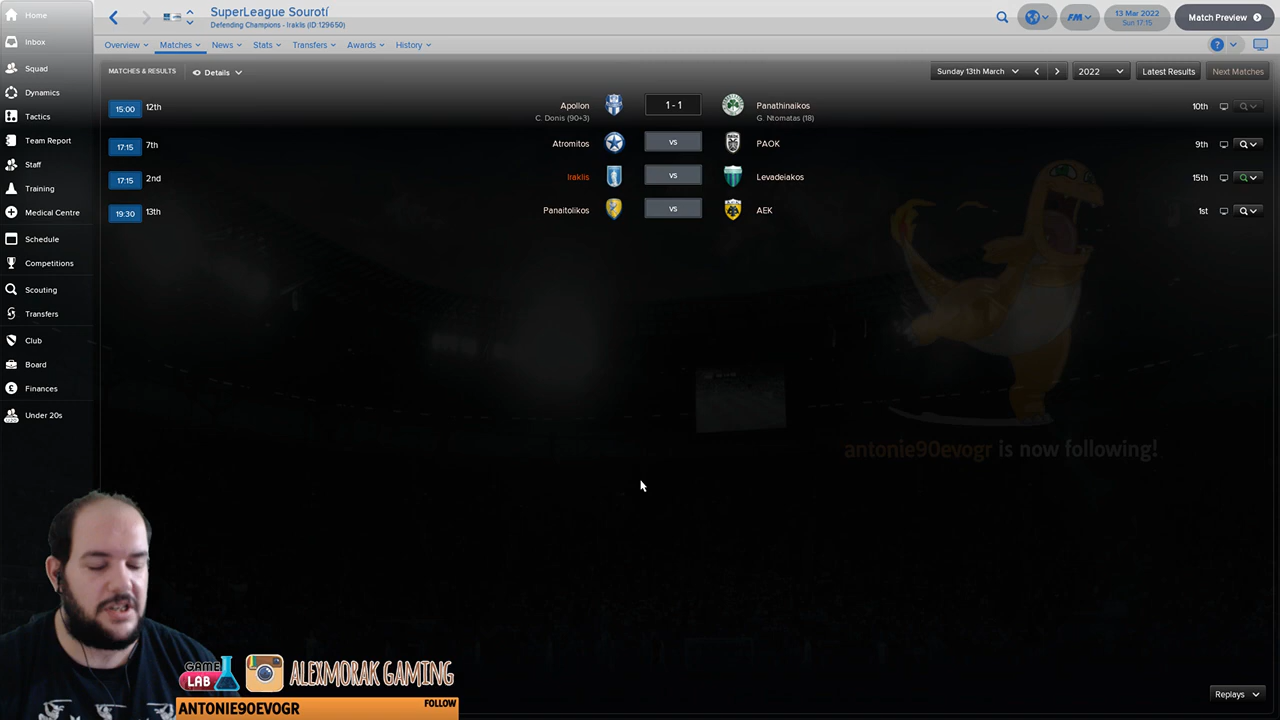 Home
Inbox
Squad
Dynamics
Tactics
Team Report
Staff
Training
Medical Centre
Schedule
Competitions
Scouting
Transfers
Club
Board
Finances
Under 20s
SuperLeague Sourotí
Defending Champions - Iraklis (ID:129650)
FM
13 Mar 2022
Sun 17:15
Match Preview
Overview Matches News Stats Transfers Awards History
?
MATCHES & RESULTS Details Sunday 13th March 2022 Latest Results Next Matches
15:00 12th Apollon 1 - 1 Panathinaikos 10th
C. Donis (90+3) G. Ntomatas (18)
17:15 7th Atromitos vs PAOK 9th
17:15 2nd Iraklis vs Levadeiakos 15th
19:30 13th Panaitolikos vs AEK 1st
antonie90evogr is now following!
GAME LAB
ALEXMORAK GAMING
ANTONIE90EVOGR FOLLOW
Replays